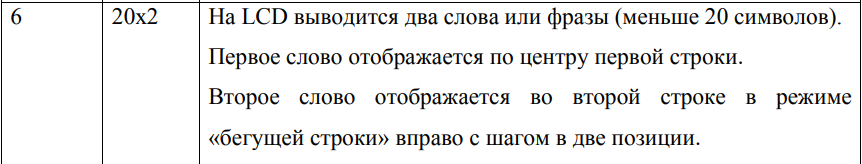 6 20x2 На LCD выводится два слова или фразы (меньше 20 символов).
Первое слово отображается по центру первой строки.
Второе слово отображается во второй строке в режиме
«бегущей строки» вправо с шагом в две позиции.